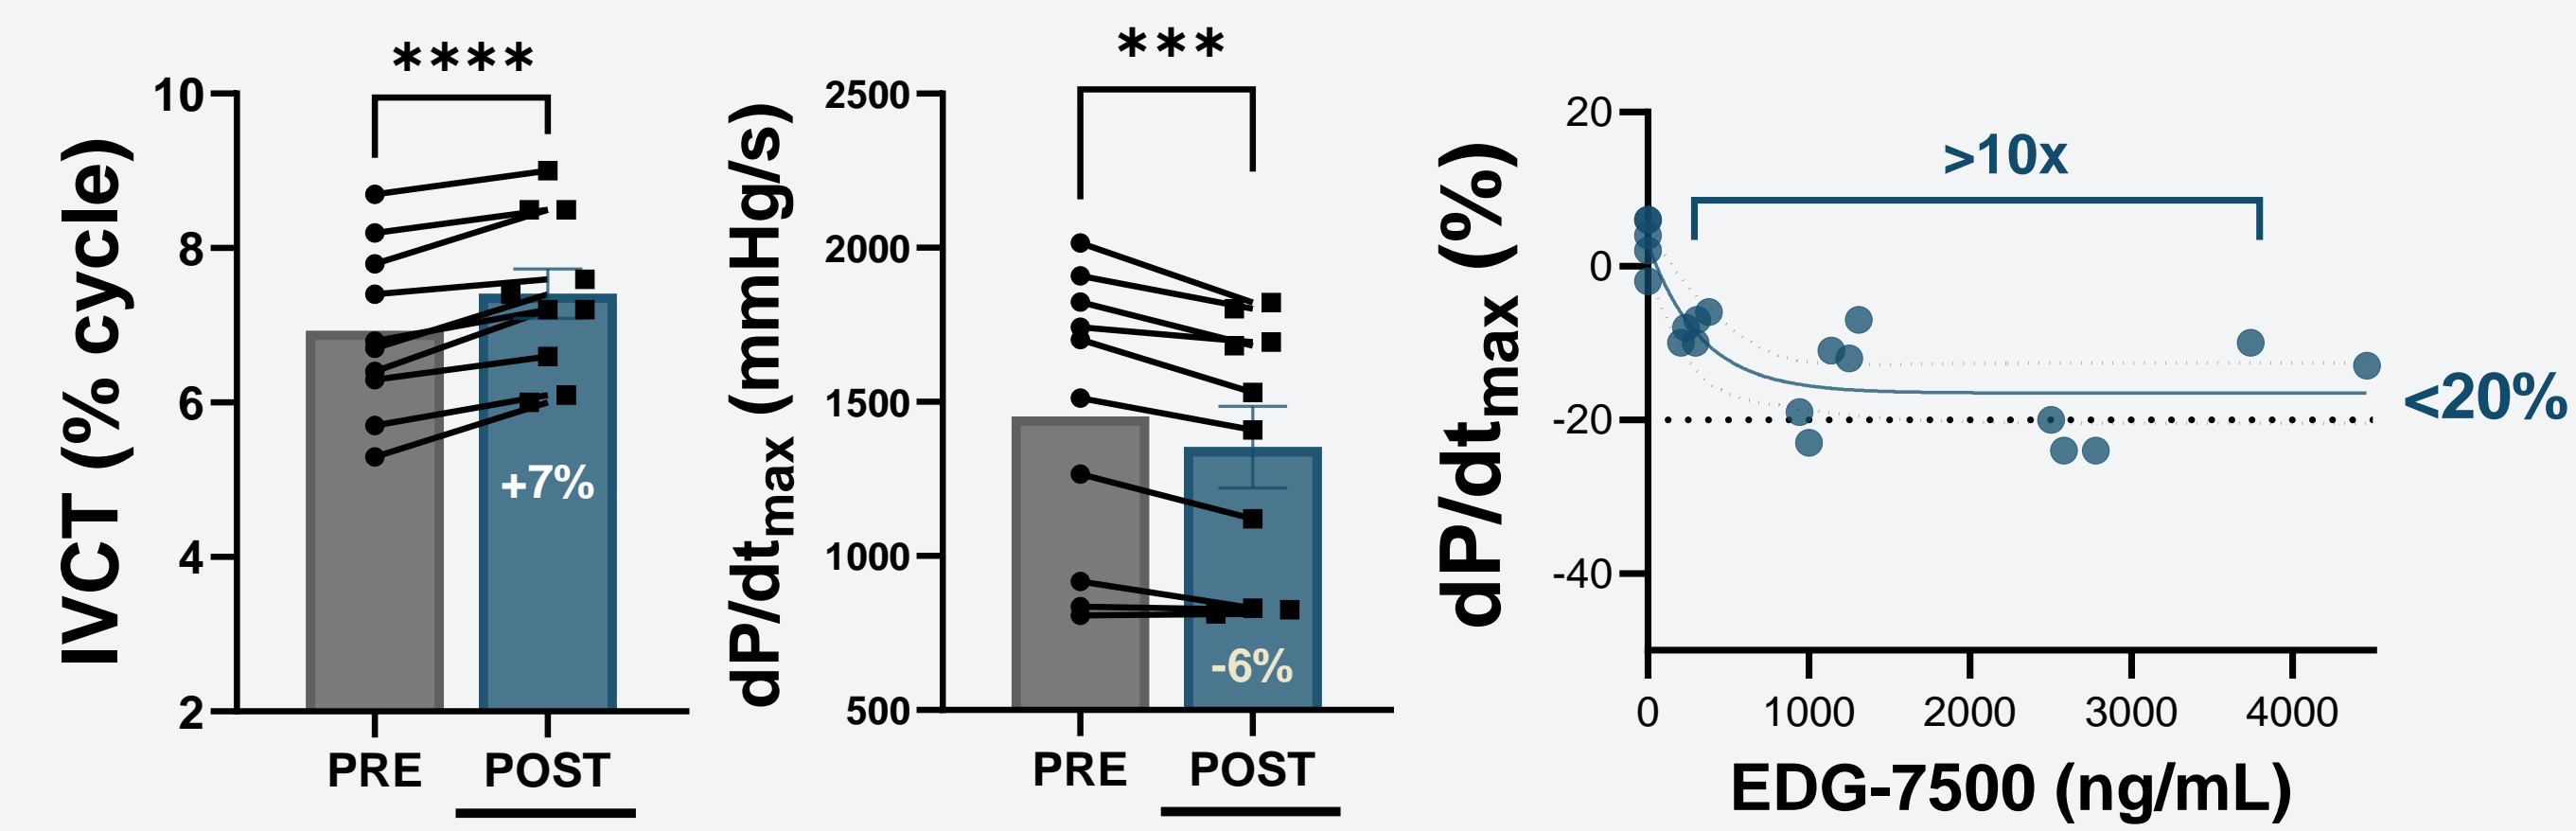 ****
IVCT (% cycle)
10
8
6
4
2
+7%
PRE
POST
***
dP/dtmax (mmHg/s)
2500
2000
1500
1000
500
-6%
PRE
POST
dP/dtmax (%)
20
0
-20
-40
>10x
<20%
0
1000
2000
3000
4000
EDG-7500 (ng/mL)